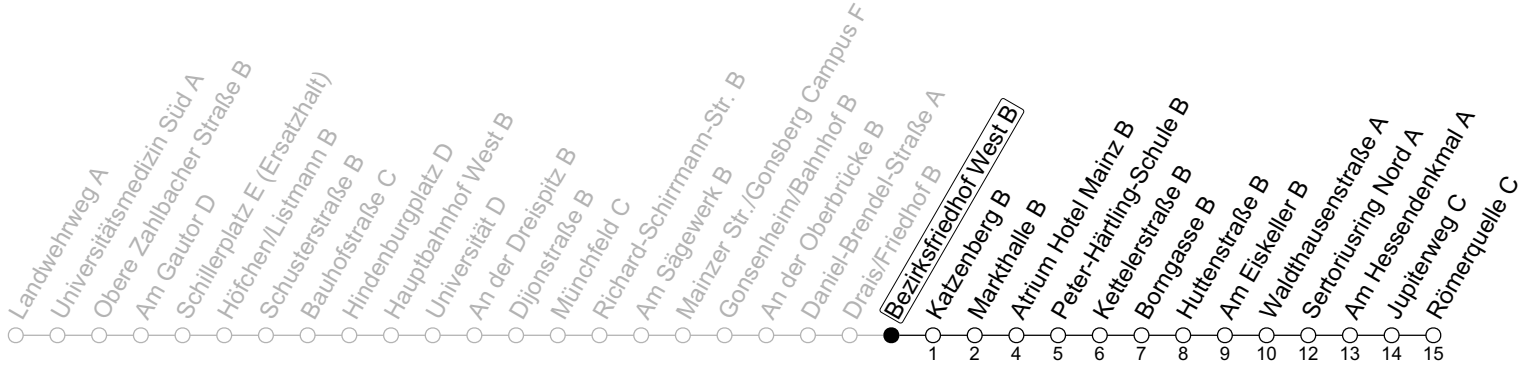 Landwehrweg A
Universitätsmedizin Süd A
Obere Zahlbacher Straße B
Am Gautor D
Schillerplatz E (Ersatzhalt)
Höfchen/Listmann B
Schusterstraße B
Bauhofstraße C
Hindenburgplatz D
Hauptbahnhof West B
Universität D
An der Dreispitz B
Dijonstraße B
Münchfeld C
Richard-Schirrmann-Str. B
Am Sägewerk B
Mainzer Str./Gonsberg Campus F
Gonsenheim/Bahnhof B
An der Oberbrücke B
Daniel-Brendel-Straße A
Drais/Friedhof B
Bezirksfriedhof West B
Katzenberg B
Markthalle B
Atrium Hotel Mainz B
Peter-Härtling-Schule B
Kettelerstraße B
Borngasse B
Huttenstraße B
Am Eiskeller B
Waldthausenstraße A
Sertoriusring Nord A
Am Hessendenkmal A
Jupiterweg C
Römerquelle C
1 2 4 5 6 7 8 9 10 12 13 14 15